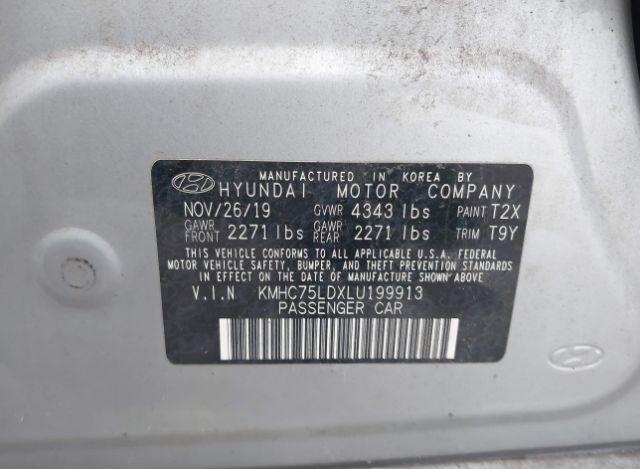 MANUFACTURED IN KOREA BY
HYUNDAI MOTOR COMPANY
NOV/26/19 GVWR 4343 lbs PAINT T2X
GAWR FRONT 2271 lbs GAWR REAR 2271 lbs TRIM T9Y
THIS VEHICLE CONFORMS TO ALL APPLICABLE U.S.A. FEDERAL
MOTOR VEHICLE SAFETY, BUMPER, AND THEFT PREVENTION STANDARDS
IN EFFECT ON THE DATE OF MANUFACTURE SHOWN ABOVE
V.I.N KMHC75LDXLU199913
PASSENGER CAR